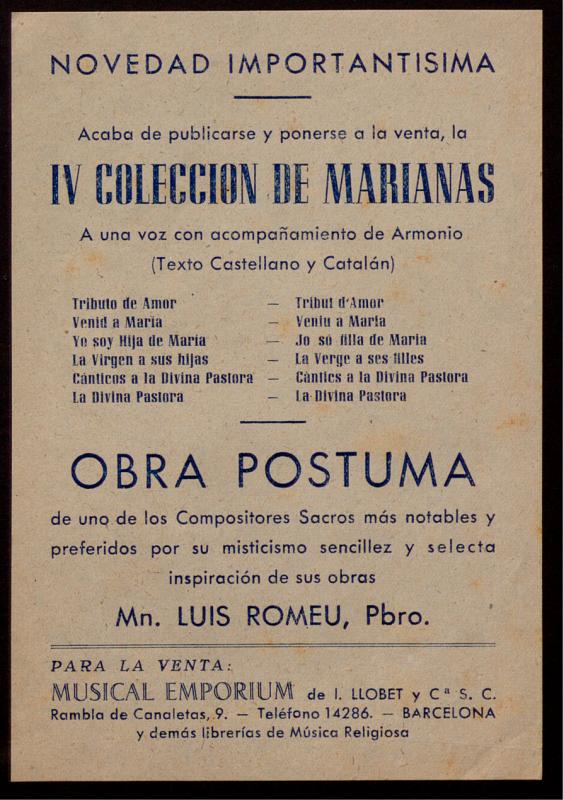 NOVEDAD IMPORTANTISIMA
Acaba de publicarse y ponerse a la venta, la
IV COLECCION DE MARIANAS
A una voz con acompañamiento de Armonio
(Texto Castellano y Catalán)
Tributo de Amor — Tribut d'Amor
Venid a María — Veniu a Maria
Yo soy Hija de María — Jo só filla de Maria
La Virgen a sus hijas — La Verge a ses filles
Cánticos a la Divina Pastora — Càntics a la Divina Pastora
La Divina Pastora — La Divina Pastora
OBRA POSTUMA
de uno de los Compositores Sacros más notables y
preferidos por su misticismo sencillez y selecta
inspiración de sus obras
Mn. LUIS ROMEU, Pbro.
PARA LA VENTA:
MUSICAL EMPORIUM de I. LLOBET y Cª S. C.
Rambla de Canaletas, 9. — Teléfono 14286. — BARCELONA
y demás librerías de Música Religiosa